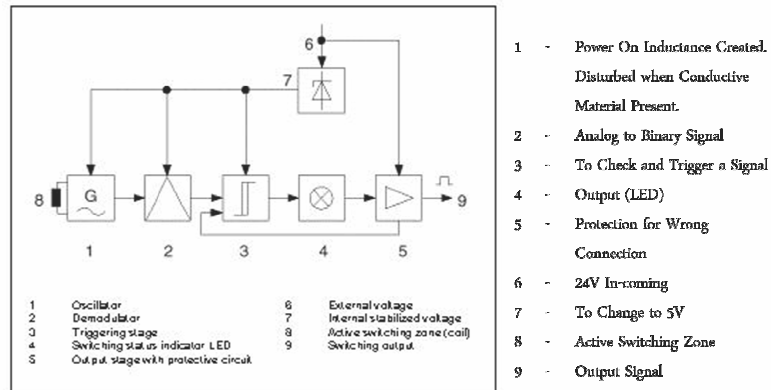 6
7
G
8
9
1 2 3 4 5
1 Oscillator
2 Demodulator
3 Triggering stage
4 Switching status indicator LED
5 Output stage with protective circuit
6 External voltage
7 Internal stabilized voltage
8 Active switching zone (coil)
9 Switching output
1 - Power On Inductance Created.
Disturbed when Conductive
Material Present.
2 - Analog to Binary Signal
3 - To Check and Trigger a Signal
4 - Output (LED)
5 - Protection for Wrong
Connection
6 - 24V In-coming
7 - To Change to 5V
8 - Active Switching Zone
9 - Output Signal